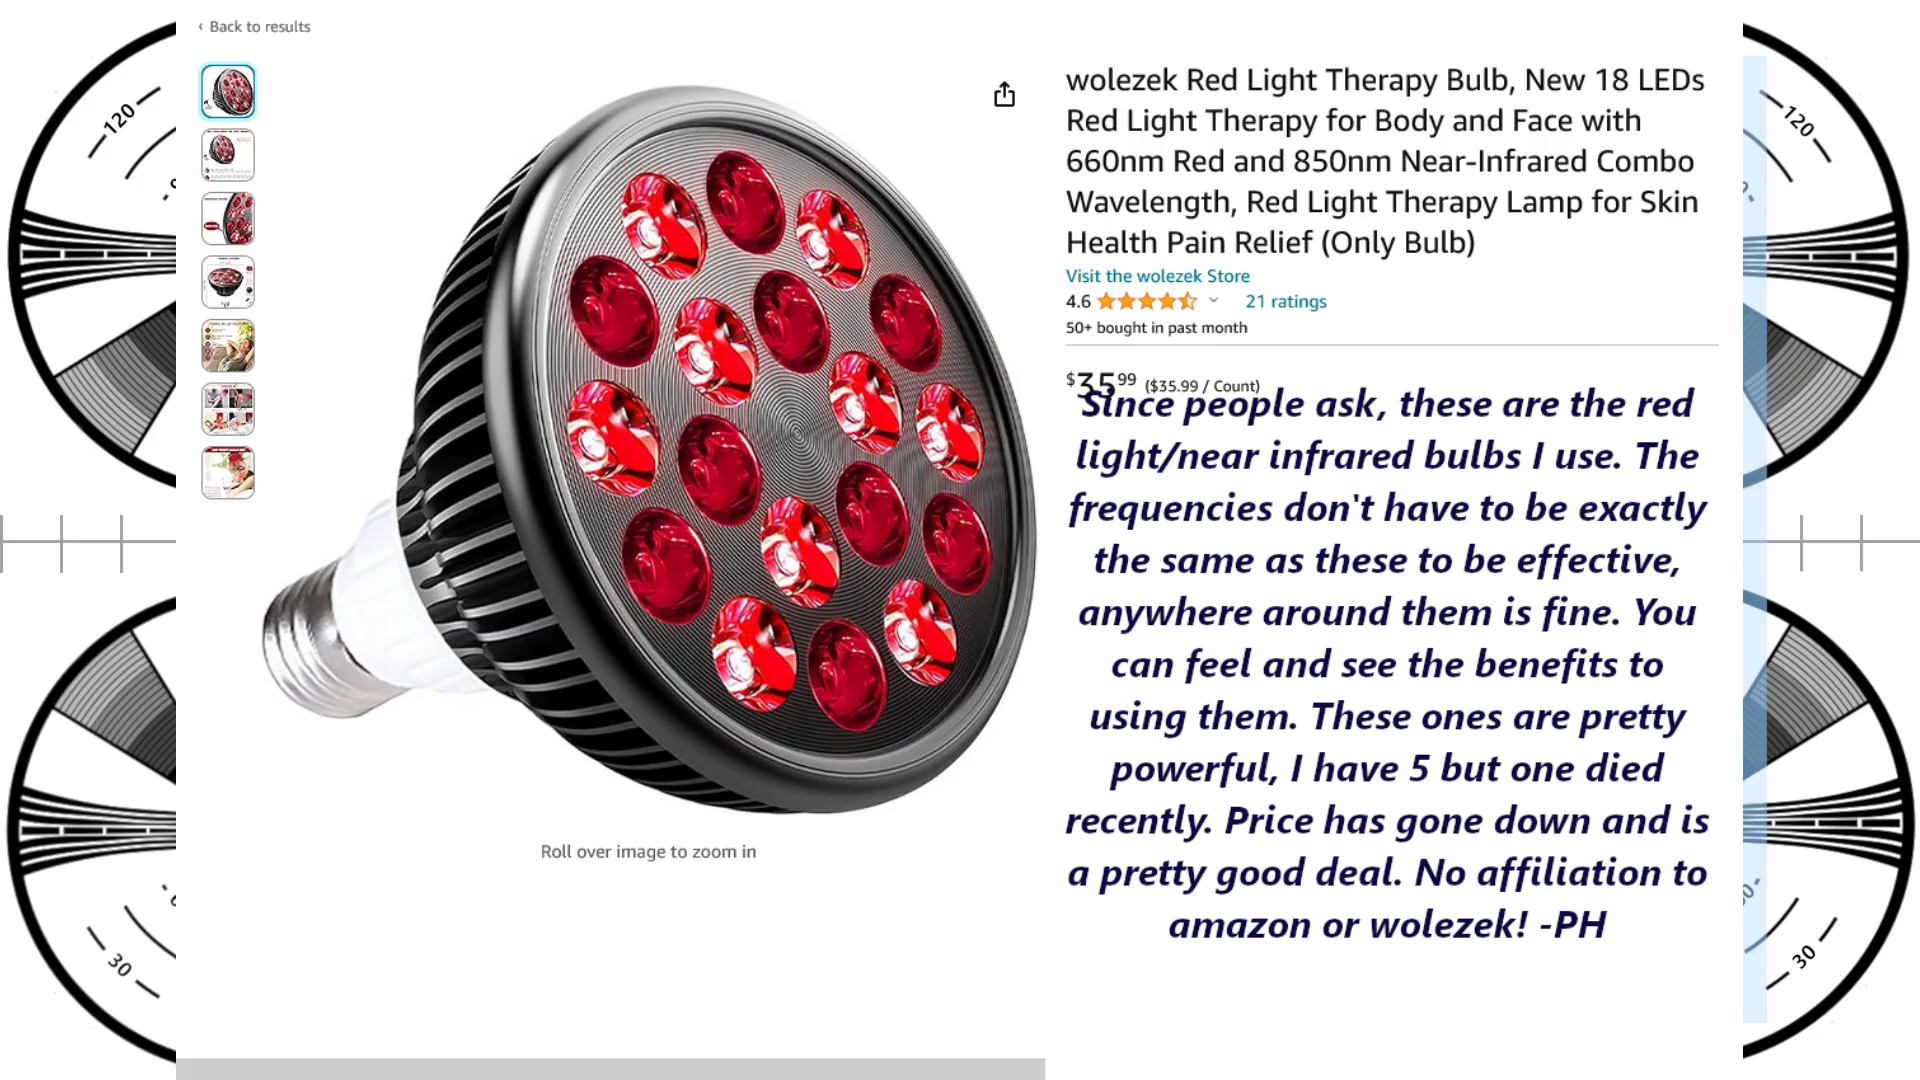 ‹ Back to results
wolezek Red Light Therapy Bulb, New 18 LEDs
Red Light Therapy for Body and Face with
660nm Red and 850nm Near-Infrared Combo
Wavelength, Red Light Therapy Lamp for Skin
Health Pain Relief (Only Bulb)
Visit the wolezek Store
4.6 21 ratings
50+ bought in past month
$35.99 ($35.99 / Count)
Since people ask, these are the red
light/near infrared bulbs I use. The
frequencies don't have to be exactly
the same as these to be effective,
anywhere around them is fine. You
can feel and see the benefits to
using them. These ones are pretty
powerful, I have 5 but one died
recently. Price has gone down and is
a pretty good deal. No affiliation to
amazon or wolezek! -PH
Roll over image to zoom in
120
120
30
30